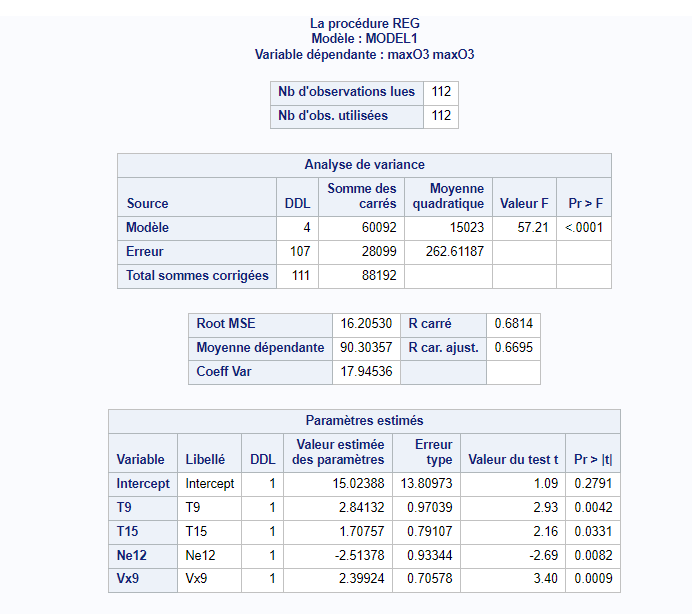 La procédure REG
Modèle : MODEL1
Variable dépendante : maxO3 maxO3
Nb d'observations lues 112
Nb d'obs. utilisées 112
Analyse de variance
Source DDL Somme des carrés Moyenne quadratique Valeur F Pr > F
Modèle 4 60092 15023 57.21 <.0001
Erreur 107 28099 262.61187
Total sommes corrigées 111 88192
Root MSE 16.20530 R carré 0.6814
Moyenne dépendante 90.30357 R car. ajust. 0.6695
Coeff Var 17.94536
Paramètres estimés
Variable Libellé DDL Valeur estimée des paramètres Erreur type Valeur du test t Pr > |t|
Intercept Intercept 1 15.02388 13.80973 1.09 0.2791
T9 T9 1 2.84132 0.97039 2.93 0.0042
T15 T15 1 1.70757 0.79107 2.16 0.0331
Ne12 Ne12 1 -2.51378 0.93344 -2.69 0.0082
Vx9 Vx9 1 2.39924 0.70578 3.40 0.0009